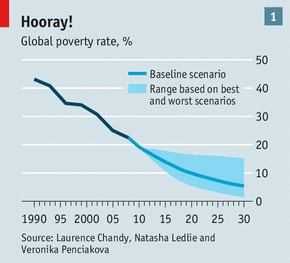 1
Hooray!
Global poverty rate, %
50
Baseline scenario
Range based on best
and worst scenarios
40
30
20
10
0
1990 95 2000 05 10 15 20 25 30
Source: Laurence Chandy, Natasha Ledlie and
Veronika Penciakova